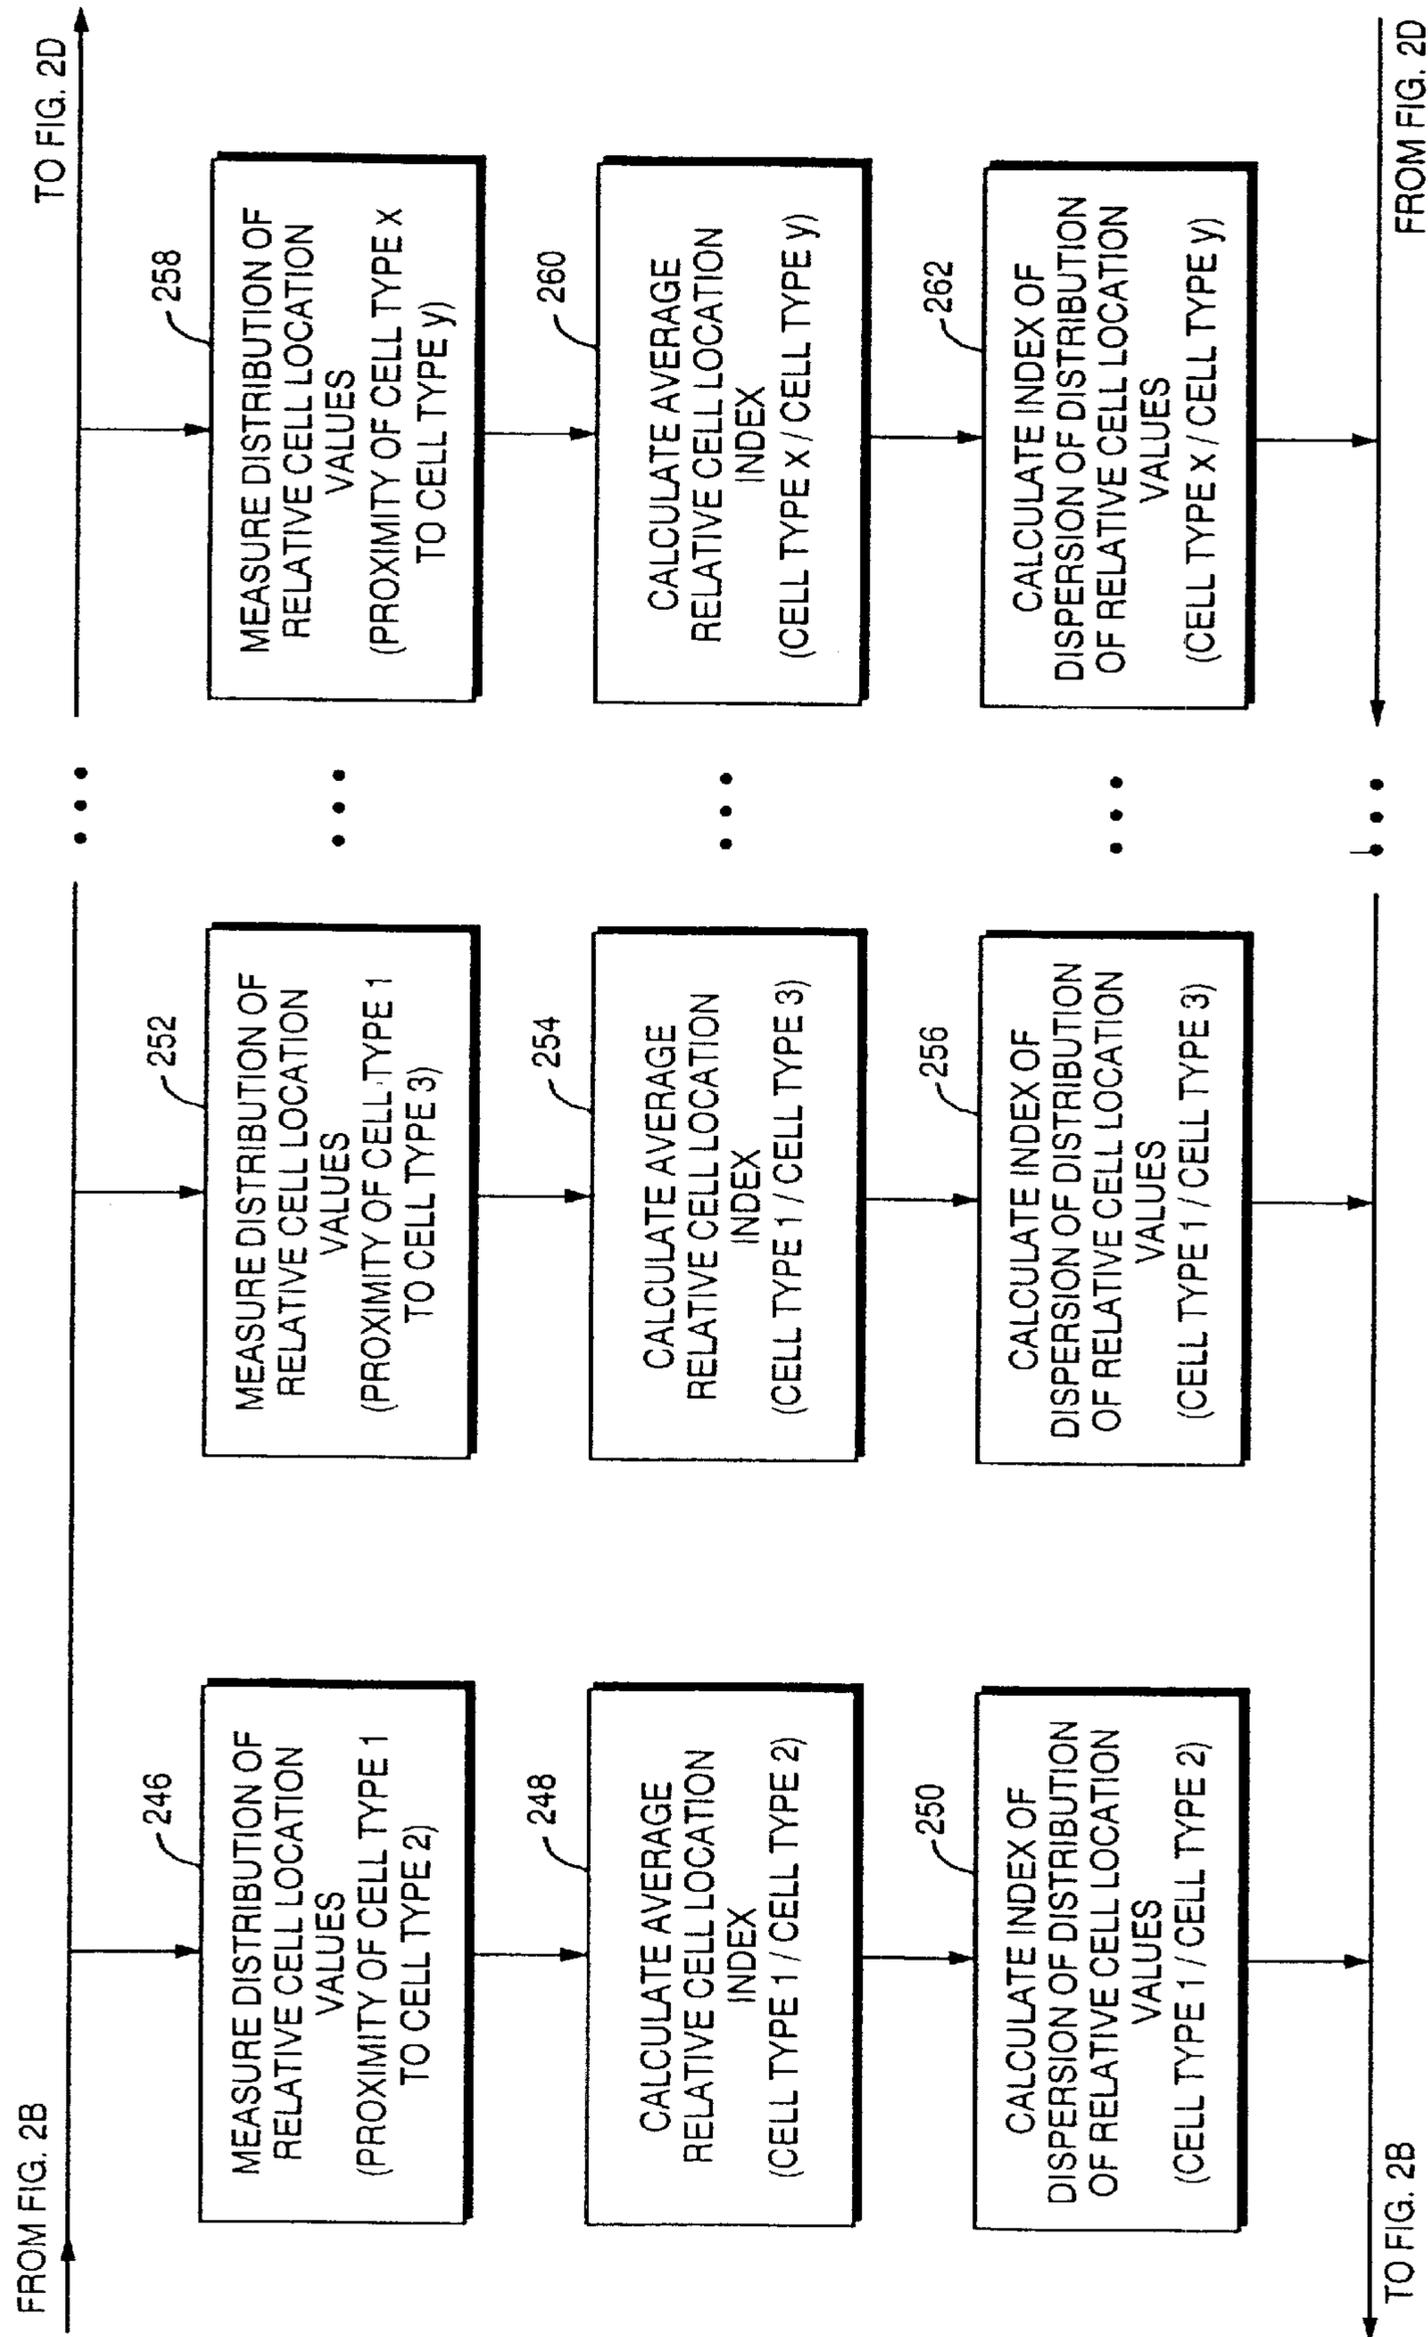 FROM FIG. 2B
TO FIG. 2D
246
MEASURE DISTRIBUTION OF
RELATIVE CELL LOCATION
VALUES
(PROXIMITY OF CELL TYPE 1
TO CELL TYPE 2)
252
MEASURE DISTRIBUTION OF
RELATIVE CELL LOCATION
VALUES
(PROXIMITY OF CELL TYPE 1
TO CELL TYPE 3)
258
MEASURE DISTRIBUTION OF
RELATIVE CELL LOCATION
VALUES
(PROXIMITY OF CELL TYPE X
TO CELL TYPE y)
248
CALCULATE AVERAGE
RELATIVE CELL LOCATION
INDEX
(CELL TYPE 1 / CELL TYPE 2)
254
CALCULATE AVERAGE
RELATIVE CELL LOCATION
INDEX
(CELL TYPE 1 / CELL TYPE 3)
260
CALCULATE AVERAGE
RELATIVE CELL LOCATION
INDEX
(CELL TYPE X / CELL TYPE y)
250
CALCULATE INDEX OF
DISPERSION OF DISTRIBUTION
OF RELATIVE CELL LOCATION
VALUES
(CELL TYPE 1 / CELL TYPE 2)
256
CALCULATE INDEX OF
DISPERSION OF DISTRIBUTION
OF RELATIVE CELL LOCATION
VALUES
(CELL TYPE 1 / CELL TYPE 3)
262
CALCULATE INDEX OF
DISPERSION OF DISTRIBUTION
OF RELATIVE CELL LOCATION
VALUES
(CELL TYPE X / CELL TYPE y)
TO FIG. 2B
FROM FIG. 2D